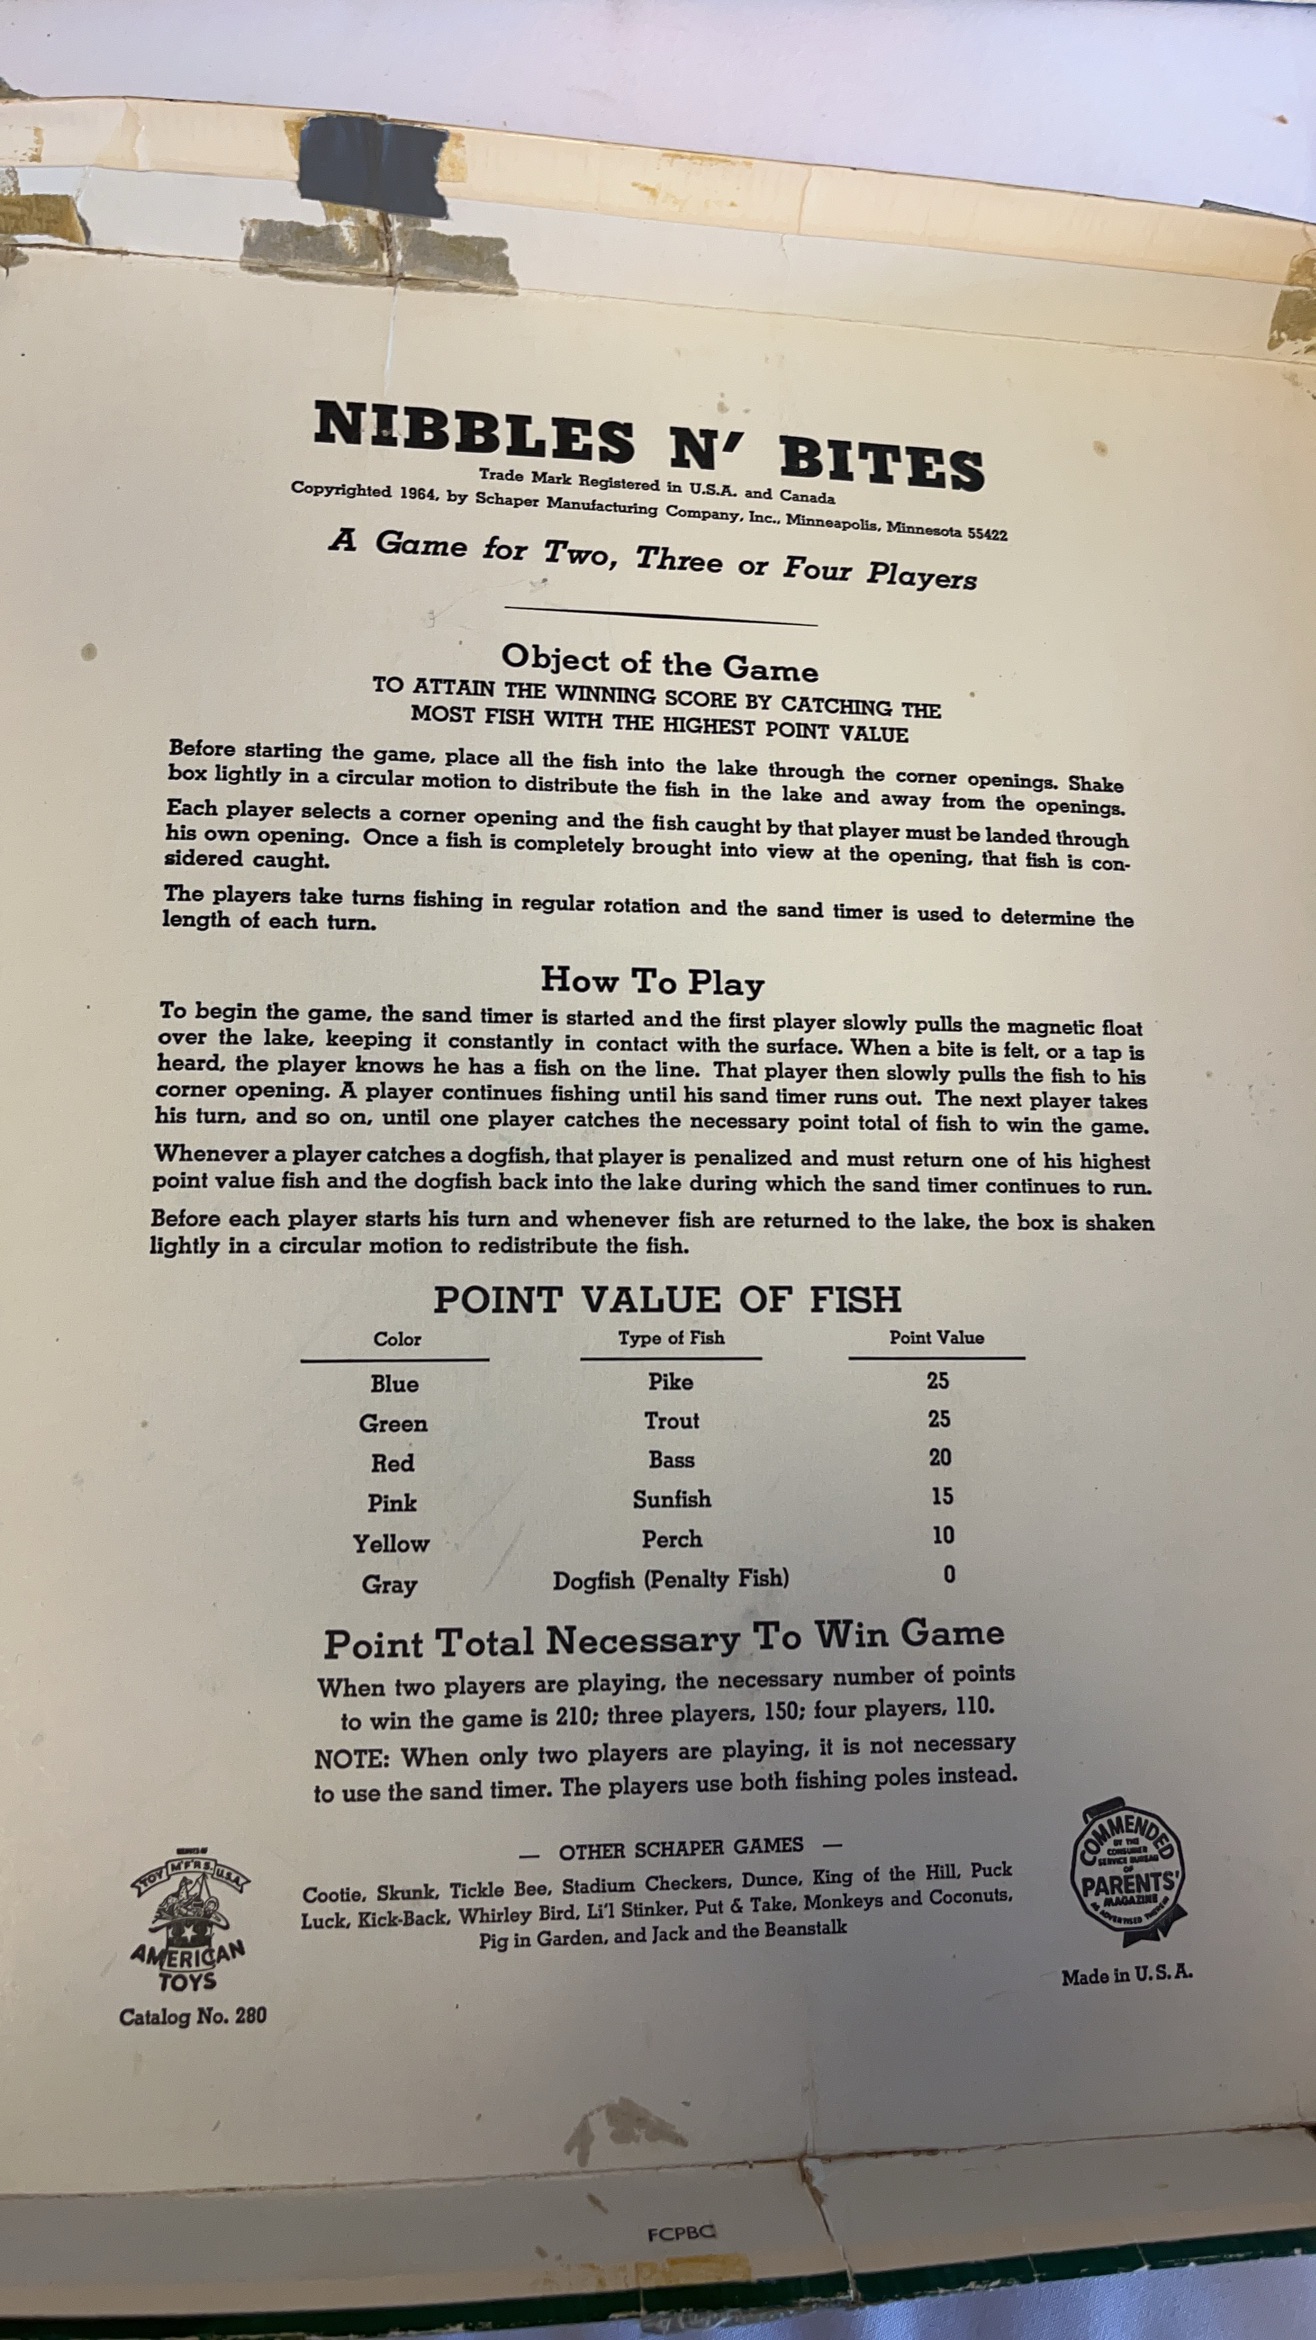 NIBBLES N' BITES
Trade Mark Registered in U.S.A. and Canada
Copyrighted 1964, by Schaper Manufacturing Company, Inc., Minneapolis, Minnesota 55422
A Game for Two, Three or Four Players
Object of the Game
TO ATTAIN THE WINNING SCORE BY CATCHING THE
MOST FISH WITH THE HIGHEST POINT VALUE
Before starting the game, place all the fish into the lake through the corner openings. Shake
box lightly in a circular motion to distribute the fish in the lake and away from the openings.
Each player selects a corner opening and the fish caught by that player must be landed through
his own opening. Once a fish is completely brought into view at the opening, that fish is con-
sidered caught.
The players take turns fishing in regular rotation and the sand timer is used to determine the
length of each turn.
How To Play
To begin the game, the sand timer is started and the first player slowly pulls the magnetic float
over the lake, keeping it constantly in contact with the surface. When a bite is felt, or a tap is
heard, the player knows he has a fish on the line. That player then slowly pulls the fish to his
corner opening. A player continues fishing until his sand timer runs out. The next player takes
his turn, and so on, until one player catches the necessary point total of fish to win the game.
Whenever a player catches a dogfish, that player is penalized and must return one of his highest
point value fish and the dogfish back into the lake during which the sand timer continues to run.
Before each player starts his turn and whenever fish are returned to the lake, the box is shaken
lightly in a circular motion to redistribute the fish.
POINT VALUE OF FISH
Color Type of Fish Point Value
Blue Pike 25
Green Trout 25
Red Bass 20
Pink Sunfish 15
Yellow Perch 10
Gray Dogfish (Penalty Fish) 0
Point Total Necessary To Win Game
When two players are playing, the necessary number of points
to win the game is 210; three players, 150; four players, 110.
NOTE: When only two players are playing, it is not necessary
to use the sand timer. The players use both fishing poles instead.
— OTHER SCHAPER GAMES —
Cootie, Skunk, Tickle Bee, Stadium Checkers, Dunce, King of the Hill, Puck
Luck, Kick-Back, Whirley Bird, Li'l Stinker, Put & Take, Monkeys and Coconuts,
Pig in Garden, and Jack and the Beanstalk
TOY M'F'R'S. U.S.A.
AMERICAN
TOYS
Catalog No. 280
COMMENDED
BY THE
CONSUMER
SERVICE BUREAU
OF
PARENTS'
MAGAZINE
AS ADVERTISED THEREIN
Made in U.S.A.
FCPBC